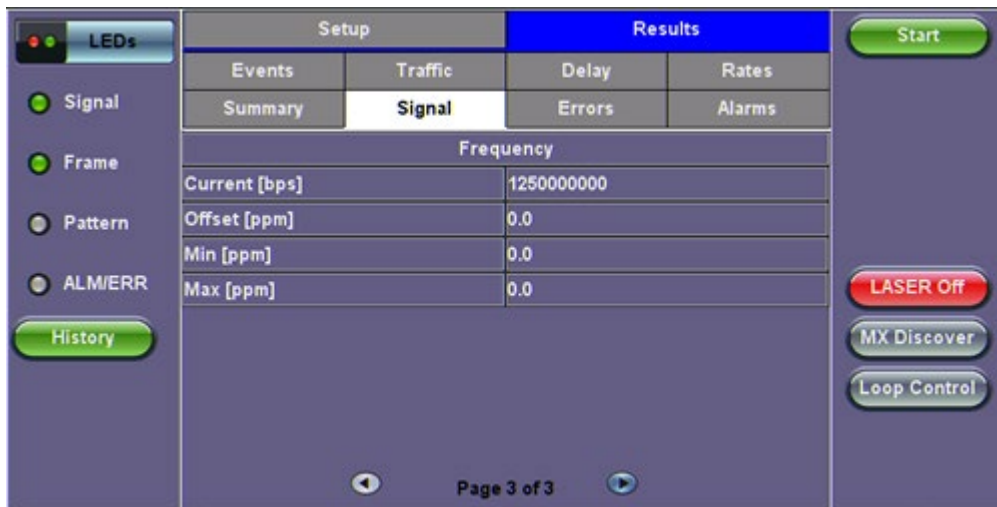 LEDs
Setup
Results
Start
Events
Traffic
Delay
Rates
Signal
Summary
Signal
Errors
Alarms
Frame
Frequency
Current [bps]
1250000000
Pattern
Offset [ppm]
0.0
Min [ppm]
0.0
ALM/ERR
Max [ppm]
0.0
LASER Off
History
MX Discover
Loop Control
Page 3 of 3